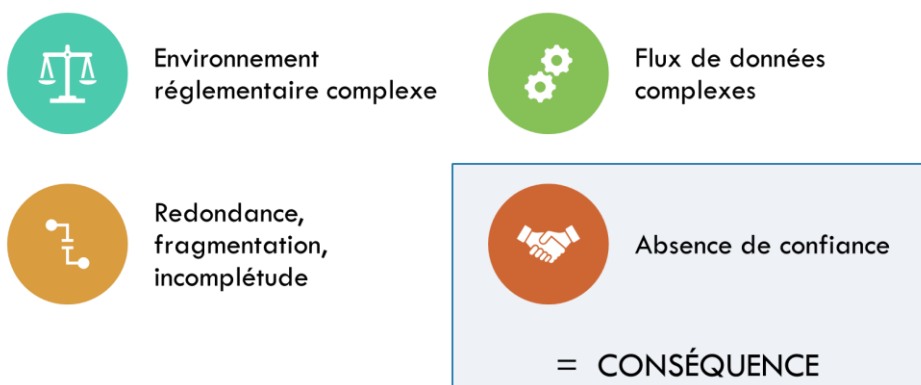 Environnement
réglementaire complexe
Flux de données
complexes
Redondance,
fragmentation,
incomplétude
Absence de confiance
= CONSÉQUENCE